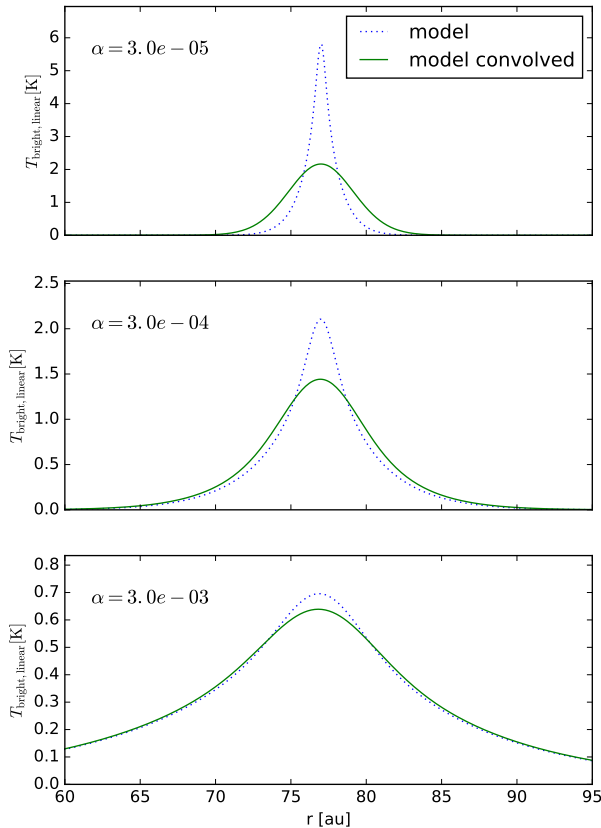 T_bright,linear [K]
6
5
4
3
2
1
0
α = 3.0e − 05
model
model convolved
T_bright,linear [K]
2.5
2.0
1.5
1.0
0.5
0.0
α = 3.0e − 04
T_bright,linear [K]
0.8
0.7
0.6
0.5
0.4
0.3
0.2
0.1
0.0
α = 3.0e − 03
60 65 70 75 80 85 90 95
r [au]